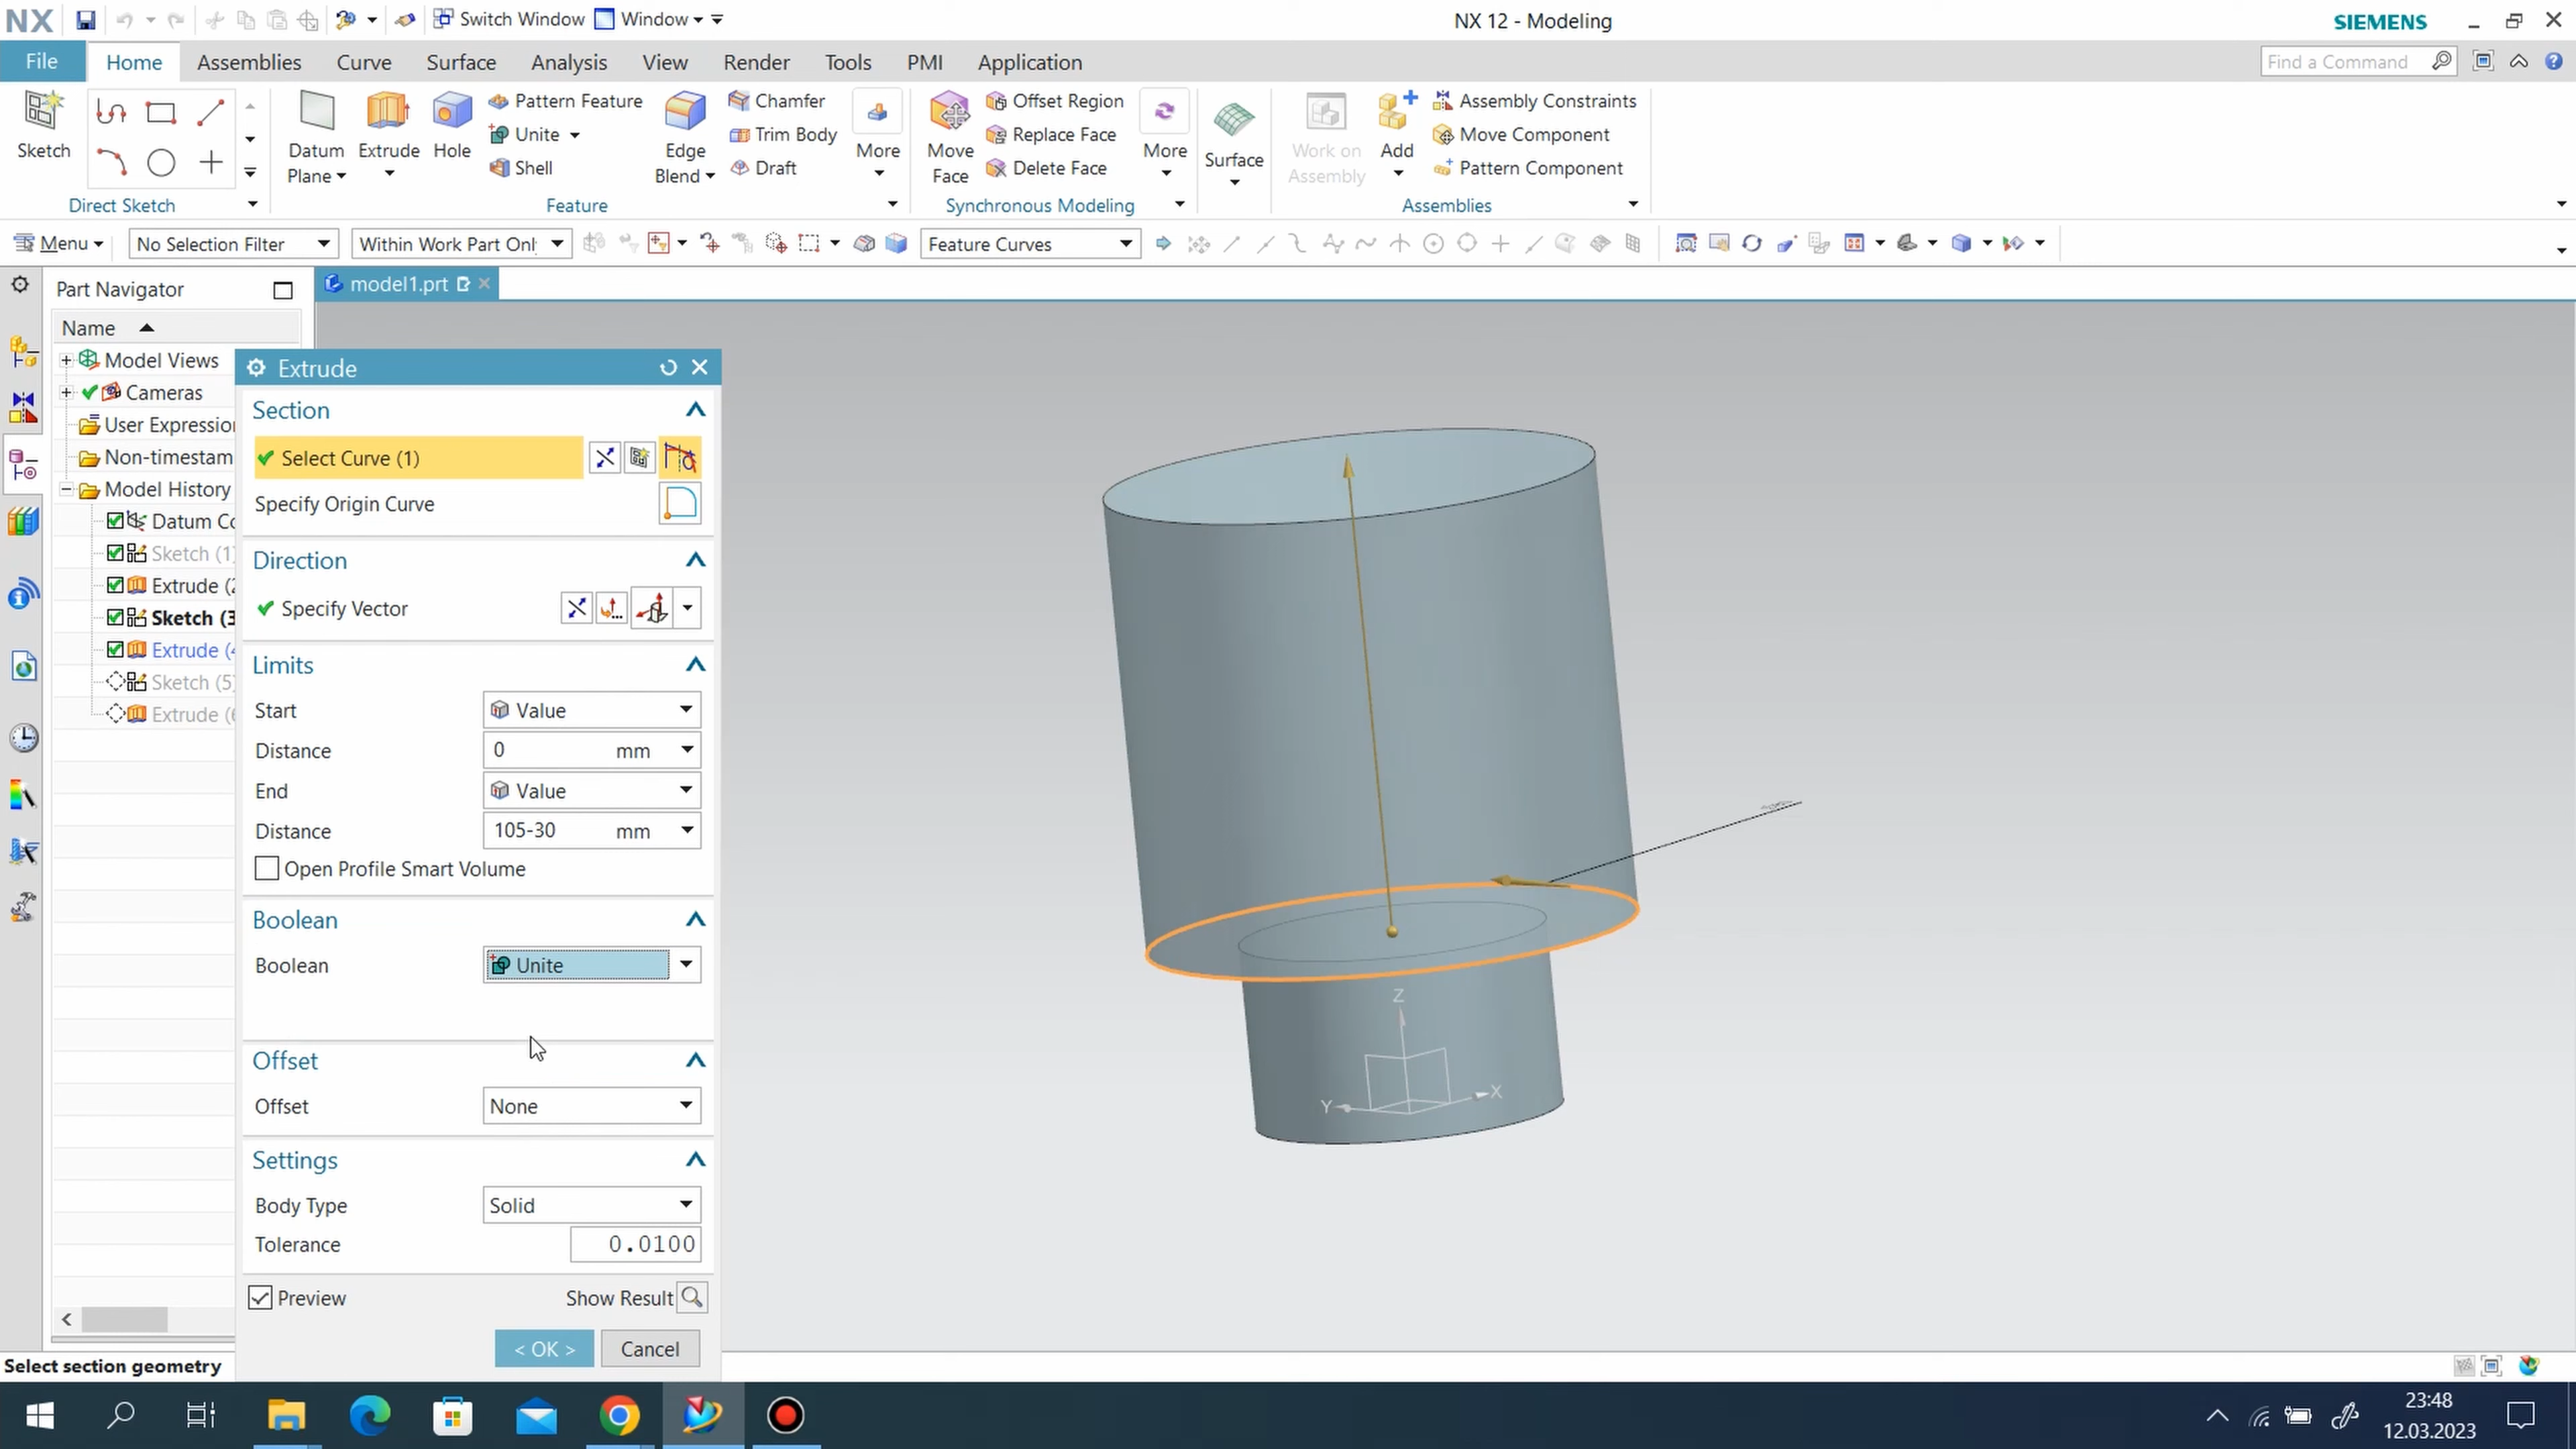 NX
Switch Window
Window
NX 12 - Modeling
SIEMENS
File
Home
Assemblies
Curve
Surface
Analysis
View
Render
Tools
PMI
Application
Find a Command
Sketch
Direct Sketch
Datum
Plane
Extrude
Hole
Pattern Feature
Unite
Shell
Edge
Blend
Chamfer
Trim Body
Draft
More
Feature
Move
Face
Offset Region
Replace Face
Delete Face
More
Synchronous Modeling
Surface
Work on
Assembly
Add
Assembly Constraints
Move Component
Pattern Component
Assemblies
Menu
No Selection Filter
Within Work Part Onl
Feature Curves
Part Navigator
model1.prt
Name
Model Views
Cameras
User Expression
Non-timestam
Model History
Datum Co
Sketch (1)
Extrude (2
Sketch (3
Extrude (4
Sketch (5)
Extrude (6
Extrude
Section
Select Curve (1)
Specify Origin Curve
Direction
Specify Vector
Limits
Start
Value
Distance
0 mm
End
Value
Distance
105-30 mm
Open Profile Smart Volume
Boolean
Boolean
Unite
Offset
Offset
None
Settings
Body Type
Solid
Tolerance
0.0100
Preview
Show Result
< OK >
Cancel
Z
Y
X
Select section geometry
23:48
12.03.2023